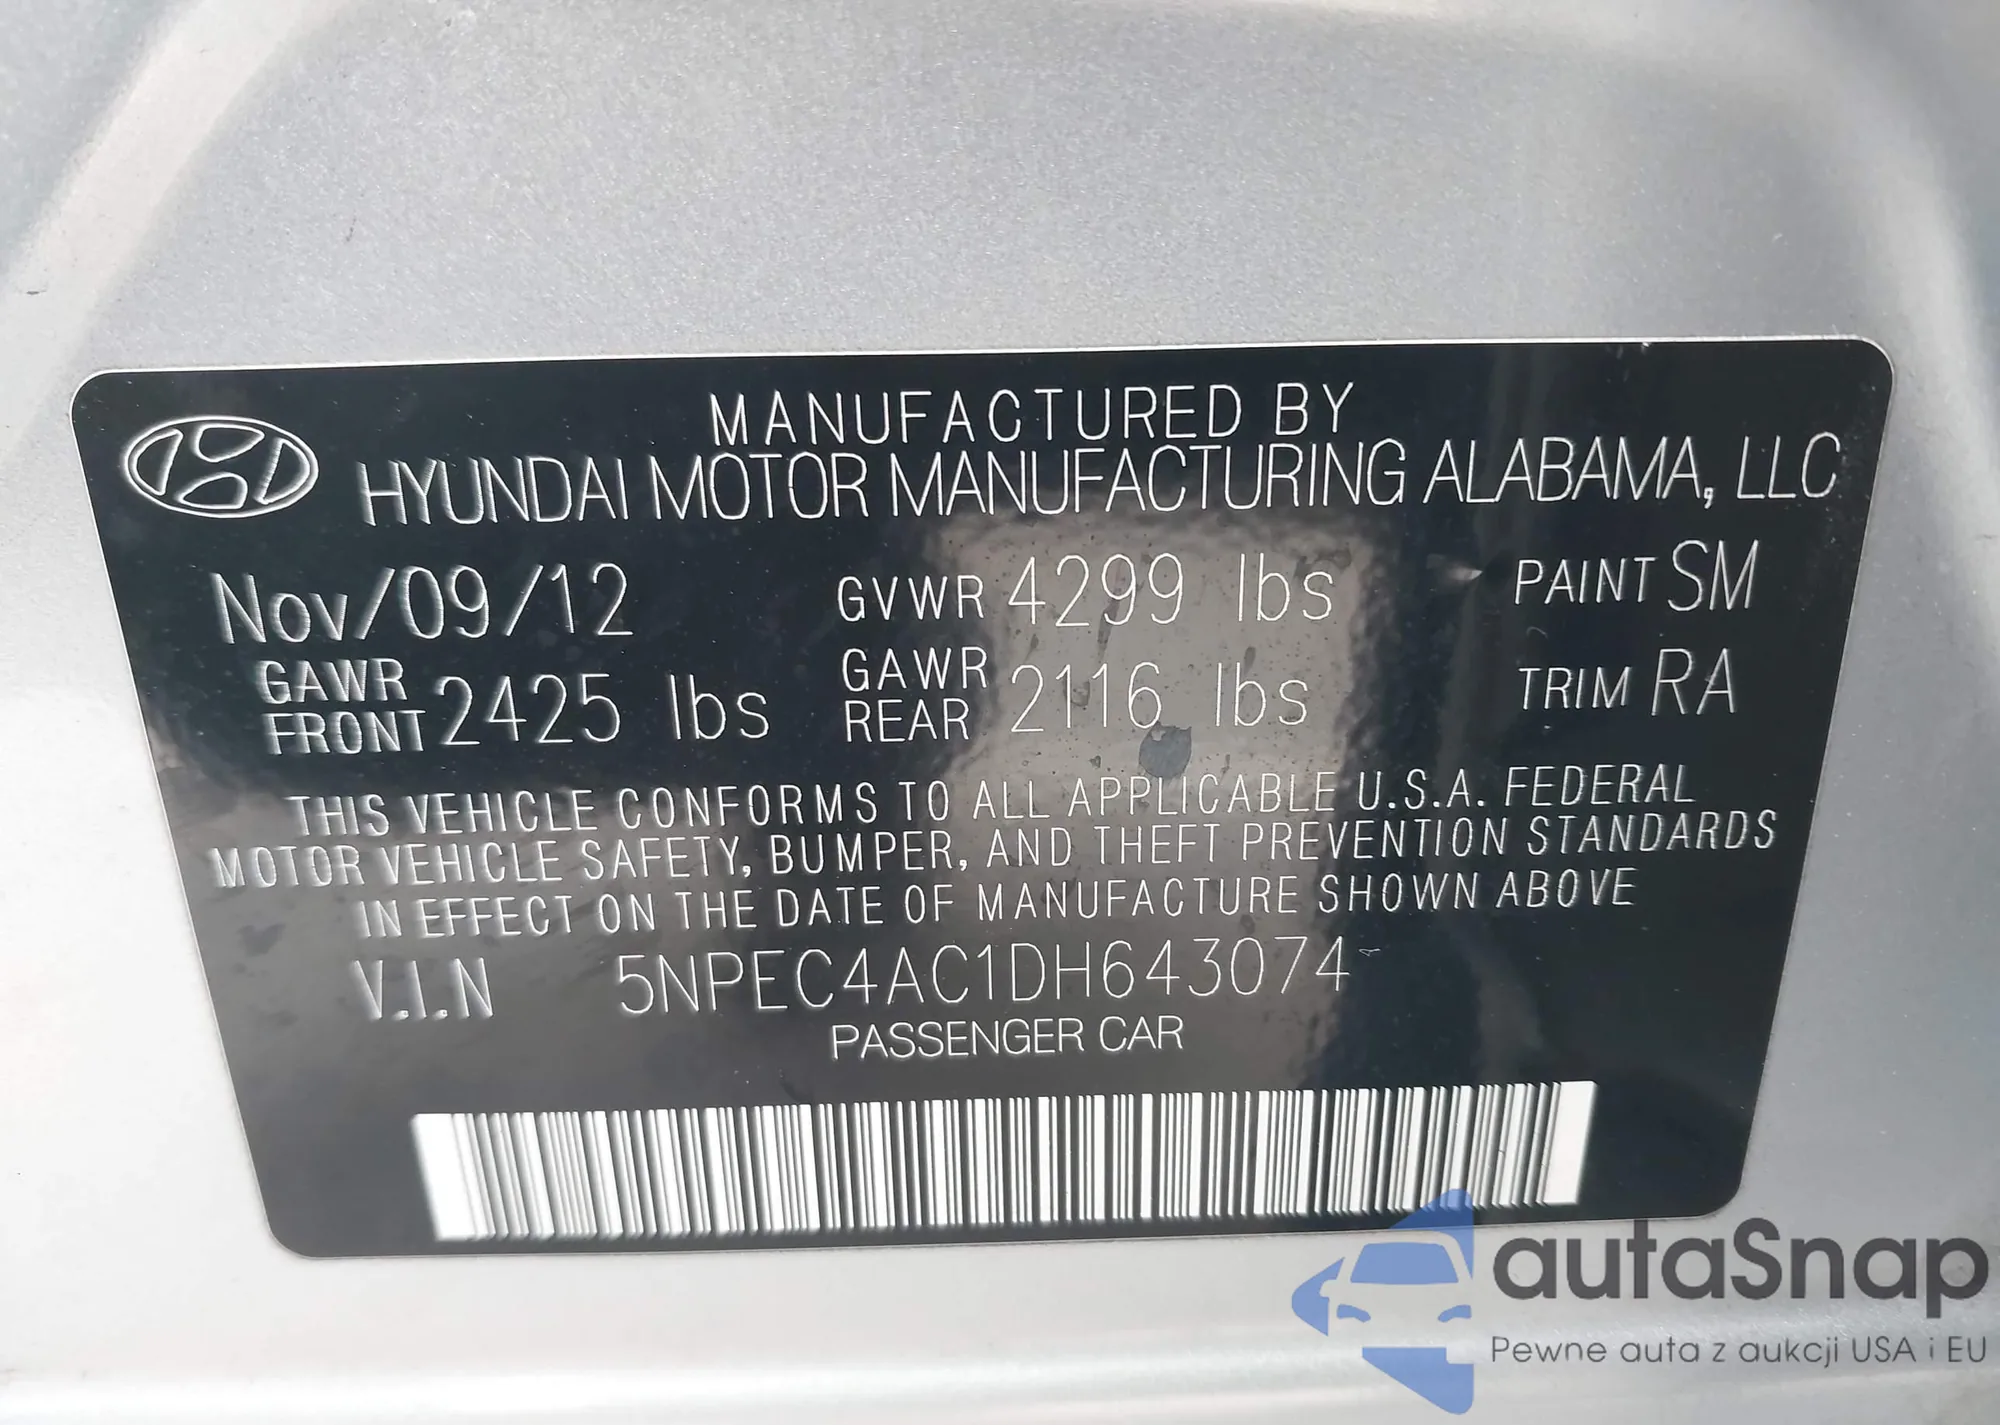 MANUFACTURED BY
HYUNDAI MOTOR MANUFACTURING ALABAMA, LLC
Nov/09/12 GVWR 4299 lbs PAINT SM
GAWR FRONT 2425 lbs GAWR REAR 2116 lbs TRIM RA
THIS VEHICLE CONFORMS TO ALL APPLICABLE U.S.A. FEDERAL
MOTOR VEHICLE SAFETY, BUMPER, AND THEFT PREVENTION STANDARDS
IN EFFECT ON THE DATE OF MANUFACTURE SHOWN ABOVE
V.I.N 5NPEC4AC1DH643074
PASSENGER CAR
autaSnap
Pewne auta z aukcji USA i EU